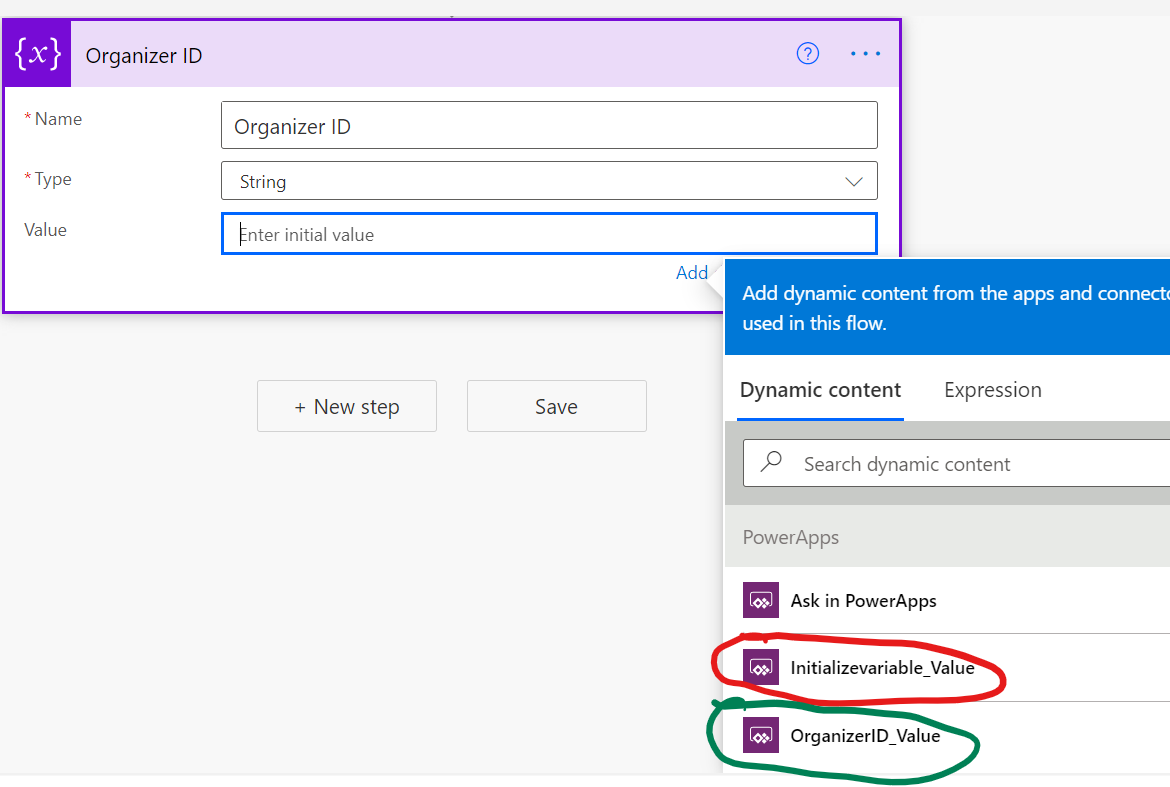 {x} Organizer ID ? ...
* Name
Organizer ID
* Type
String
Value
Enter initial value
Add
Add dynamic content from the apps and connecto
used in this flow.
Dynamic content Expression
+ New step
Save
Search dynamic content
PowerApps
Ask in PowerApps
Initializevariable_Value
OrganizerID_Value